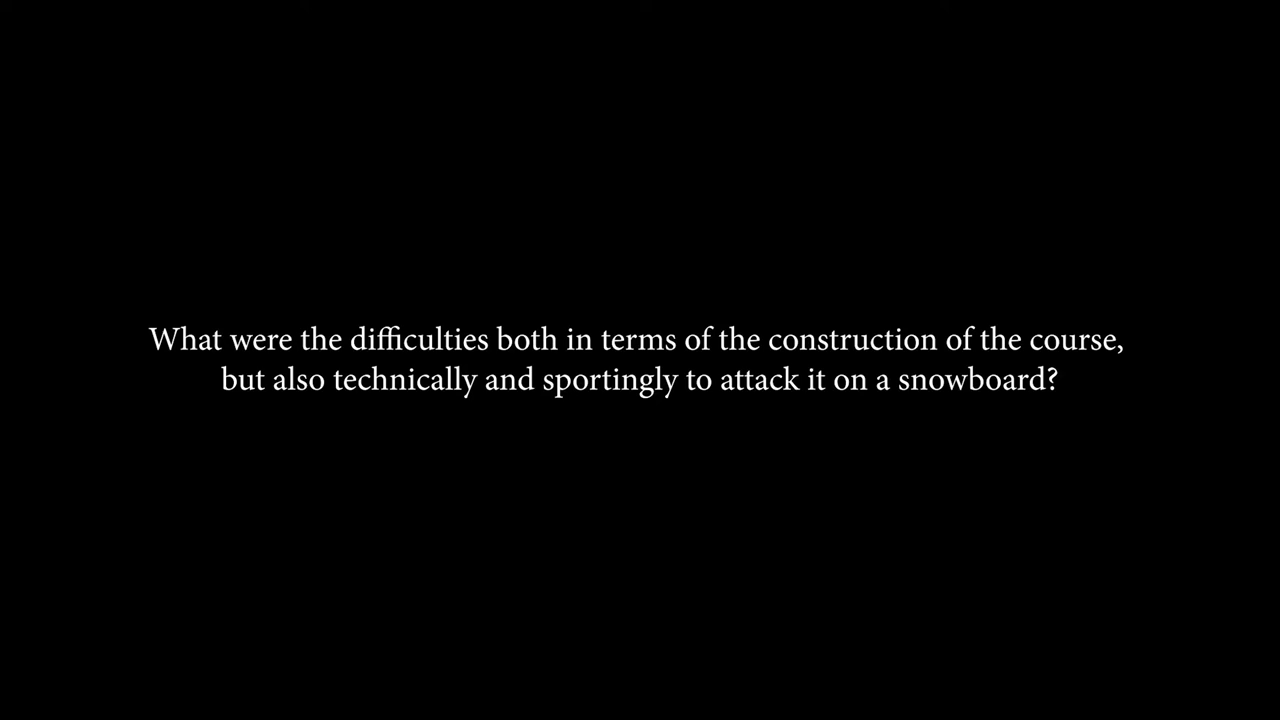 What were the difficulties both in terms of the construction of the course,
but also technically and sportingly to attack it on a snowboard?